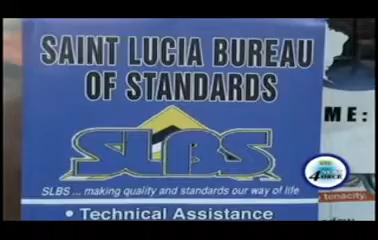 SAINT LUCIA BUREAU
OF STANDARDS
SLBS
SLBS ... making quality and standards our way of life
• Technical Assistance
ME:
4ORCE
tenacity